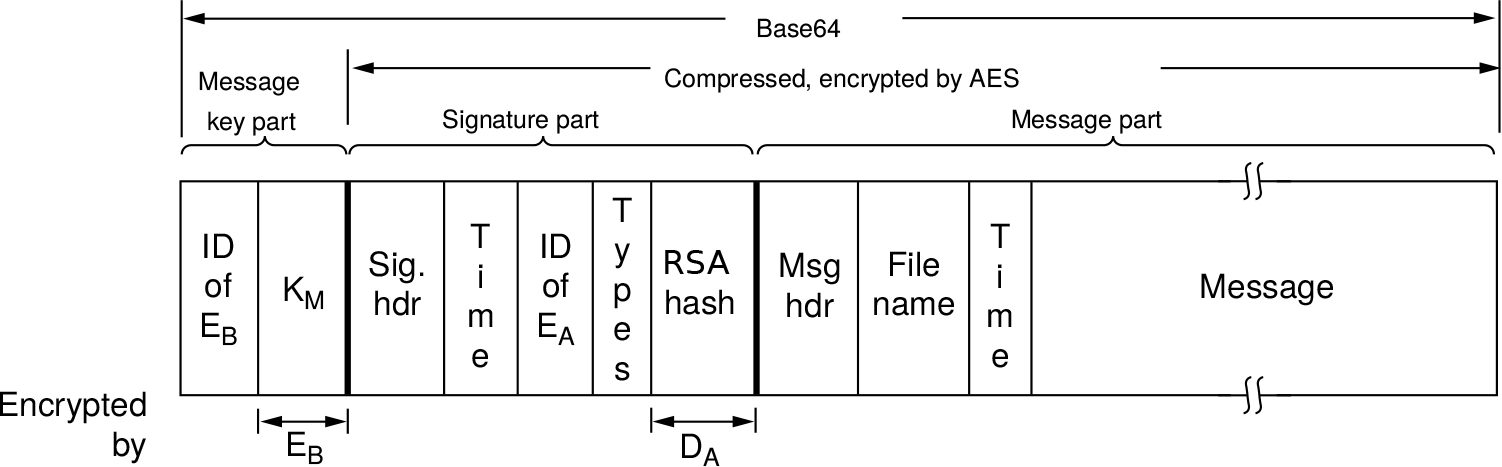 Base64
Compressed, encrypted by AES
Message
key part
Signature part
Message part
ID
of
E_B
K_M
Sig.
hdr
T
i
m
e
ID
of
E_A
T
y
p
e
s
RSA
hash
Msg
hdr
File
name
T
i
m
e
Message
Encrypted
by
E_B
D_A